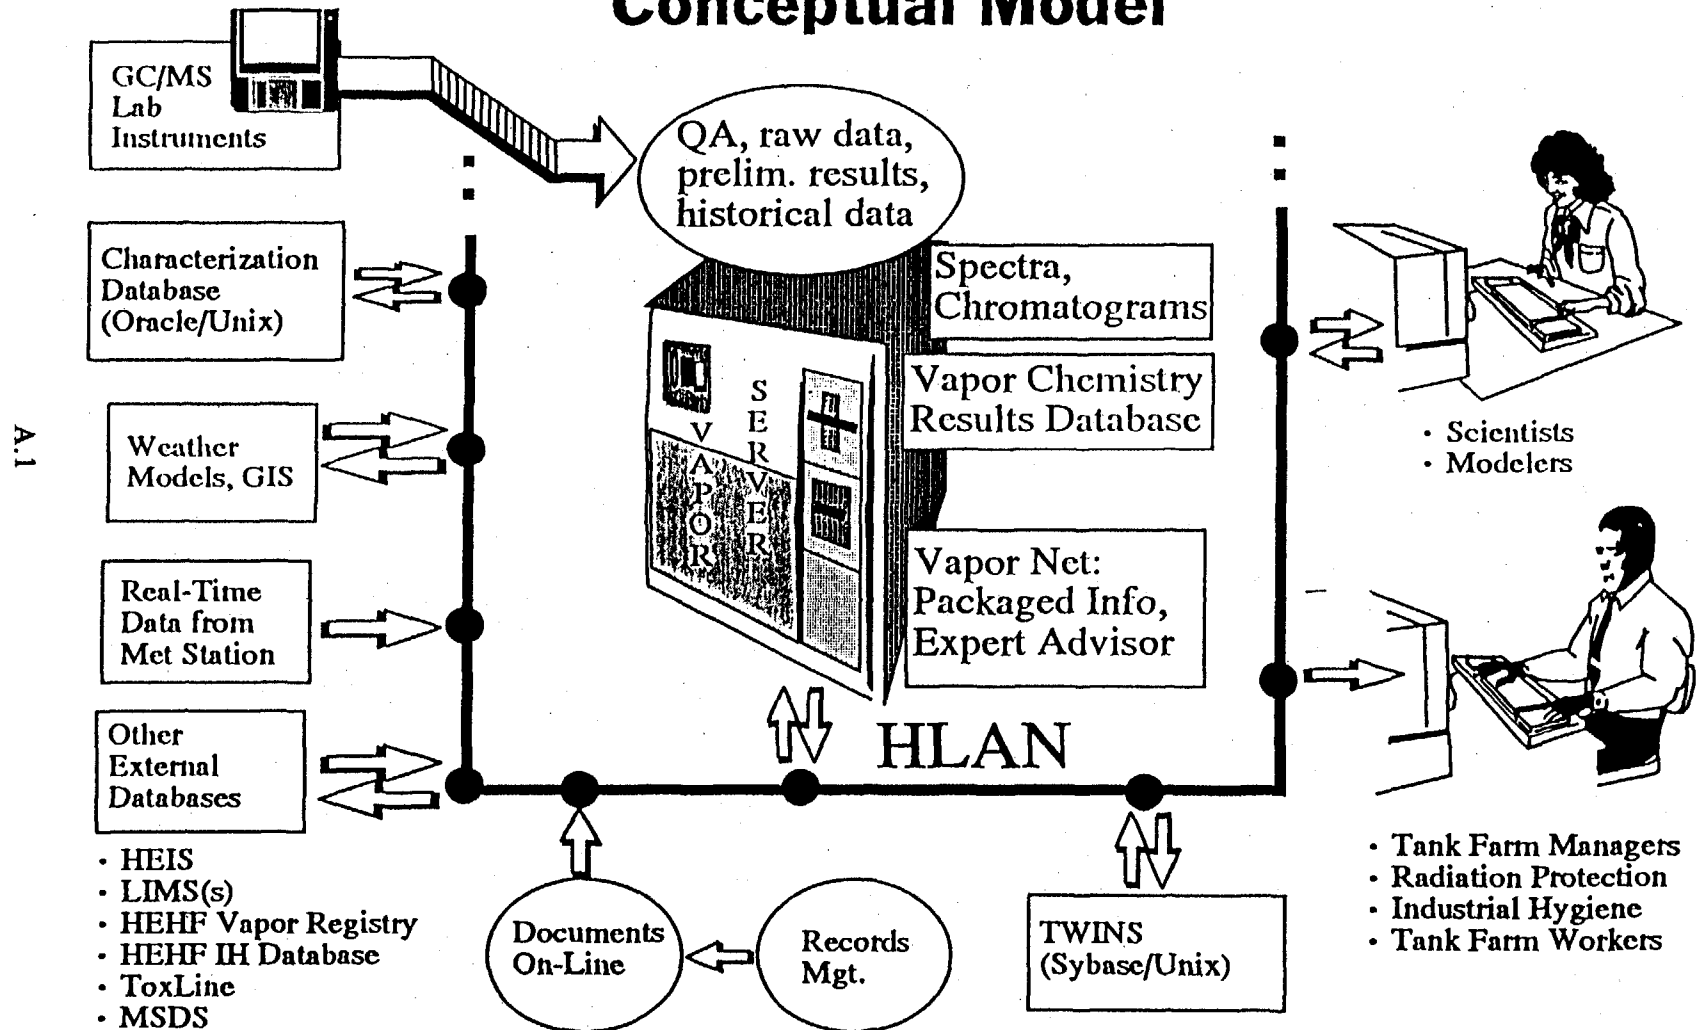 Conceptual Model
GC/MS
Lab
Instruments
QA, raw data,
prelim. results,
historical data
Characterization
Database
(Oracle/Unix)
Spectra,
Chromatograms
Vapor Chemistry
Results Database
VAPOR
SERVER
Weather
Models, GIS
A.1
• Scientists
• Modelers
Real-Time
Data from
Met Station
Vapor Net:
Packaged Info,
Expert Advisor
Other
External
Databases
HLAN
• HEIS
• LIMS(s)
• HEHF Vapor Registry
• HEHF IH Database
• ToxLine
• MSDS
Documents
On-Line
Records
Mgt.
TWINS
(Sybase/Unix)
• Tank Farm Managers
• Radiation Protection
• Industrial Hygiene
• Tank Farm Workers